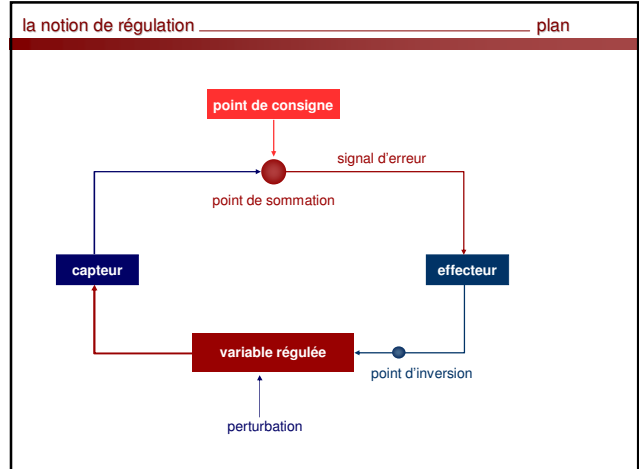 la notion de régulation plan
point de consigne
signal d'erreur
point de sommation
capteur
effecteur
variable régulée
point d'inversion
perturbation